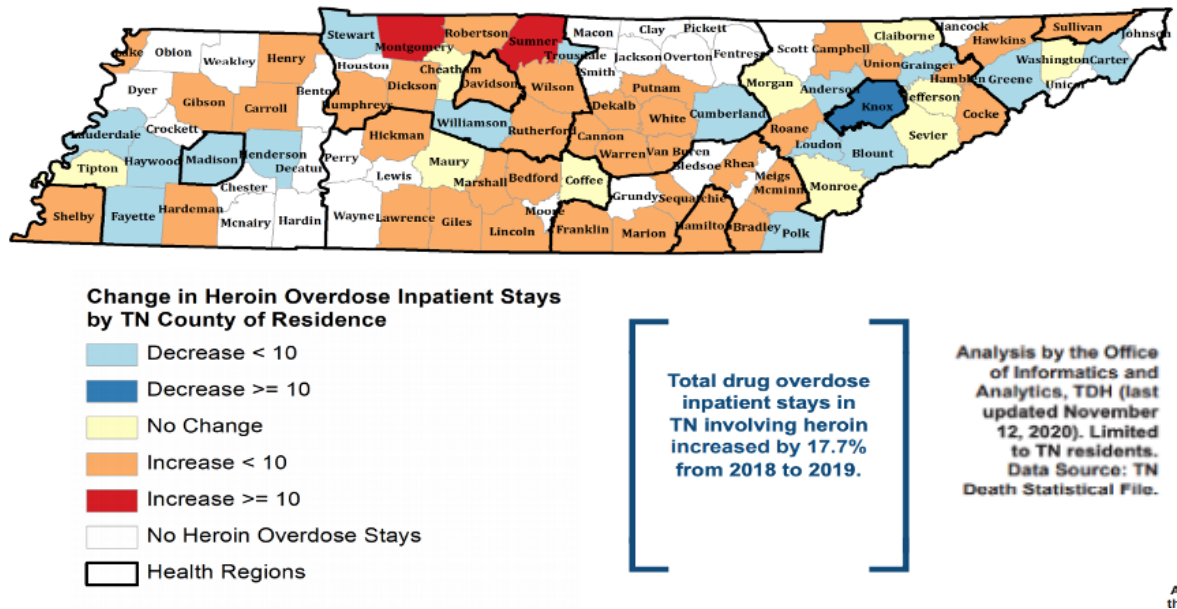 Lake
Obion
Weakley
Henry
Stewart
Montgomery
Robertson
Sumner
Macon
Clay
Pickett
Trousdale
Smith
Jackson
Overton
Fentress
Scott
Campbell
Claiborne
Union
Grainger
Hancock
Hawkins
Sullivan
Johnson
Washington
Carter
Greene
Hamblen
Houston
Cheatham
Dickson
Davidson
Wilson
Dyer
Gibson
Carroll
Humphreys
Putnam
Dekalb
White
Cumberland
Morgan
Anderson
Knox
Jefferson
Cocke
Sevier
Crockett
Lauderdale
Haywood
Madison
Henderson
Decatur
Tipton
Chester
Hickman
Williamson
Rutherford
Cannon
Warren
Van Buren
Bledsoe
Rhea
Roane
Loudon
Blount
Perry
Lewis
Maury
Marshall
Bedford
Coffee
Grundy
Sequatchie
Meigs
Mcminn
Monroe
Shelby
Fayette
Hardeman
Mcnairy
Hardin
Wayne
Lawrence
Giles
Lincoln
Moore
Franklin
Marion
Hamilton
Bradley
Polk
Change in Heroin Overdose Inpatient Stays
by TN County of Residence
Decrease < 10
Decrease >= 10
No Change
Increase < 10
Increase >= 10
No Heroin Overdose Stays
Health Regions
Total drug overdose
inpatient stays in
TN involving heroin
increased by 17.7%
from 2018 to 2019.
Analysis by the Office
of Informatics and
Analytics, TDH (last
updated November
12, 2020). Limited
to TN residents.
Data Source: TN
Death Statistical File.